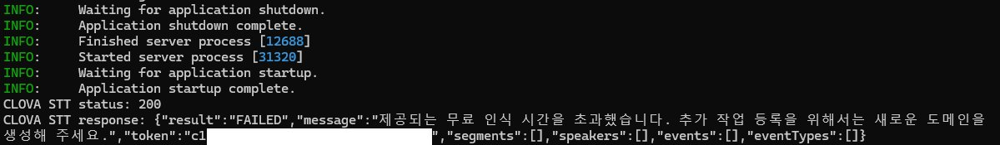 INFO:     Waiting for application shutdown.
INFO:     Application shutdown complete.
INFO:     Finished server process [12688]
INFO:     Started server process [31320]
INFO:     Waiting for application startup.
INFO:     Application startup complete.
CLOVA STT status: 200
CLOVA STT response: {"result":"FAILED","message":"제공되는 무료 인식 시간을 초과했습니다. 추가 작업 등록을 위해서는 새로운 도메인을
생성해 주세요.","token":"c1 ","segments":[],"speakers":[],"events":[],"eventTypes":[]}